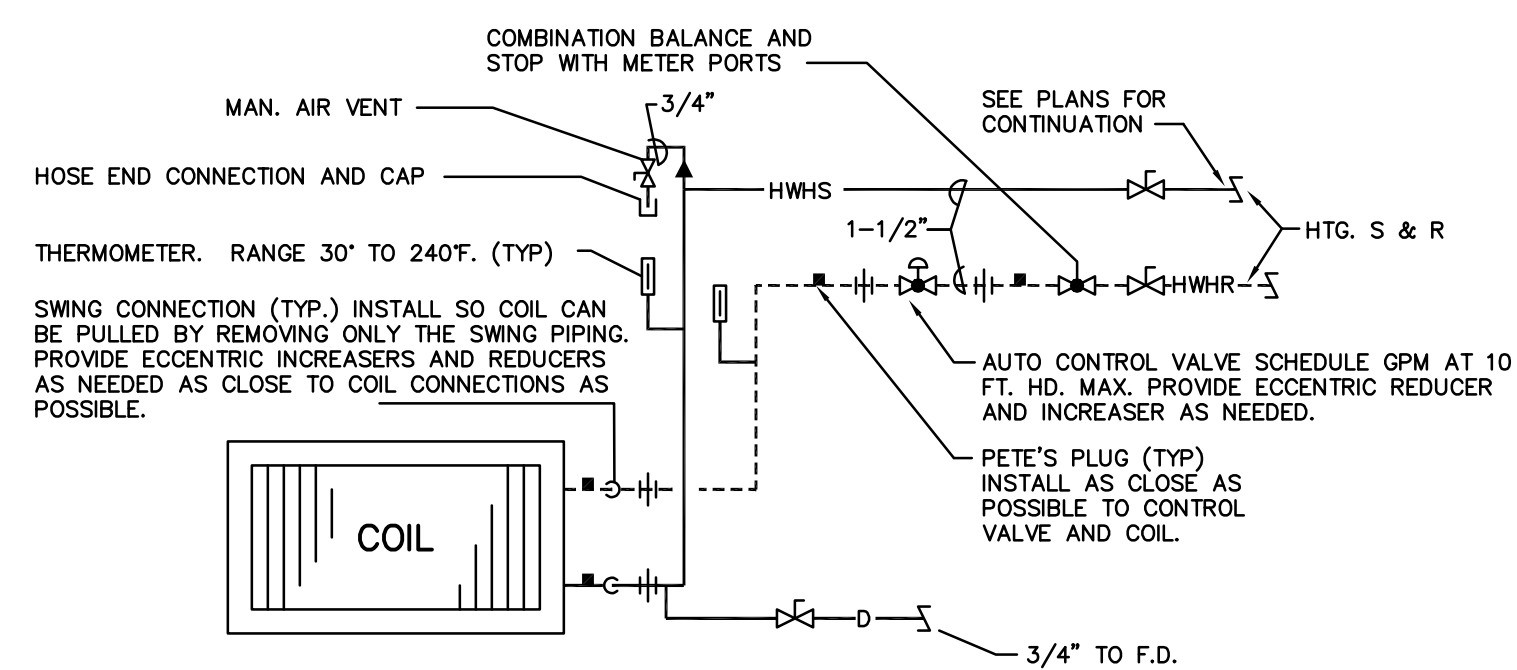 COMBINATION BALANCE AND
STOP WITH METER PORTS
MAN. AIR VENT
3/4"
SEE PLANS FOR
CONTINUATION
HOSE END CONNECTION AND CAP
HWHS
1-1/2"
HTG. S & R
THERMOMETER. RANGE 30° TO 240°F. (TYP)
HWHR
SWING CONNECTION (TYP.) INSTALL SO COIL CAN
BE PULLED BY REMOVING ONLY THE SWING PIPING.
PROVIDE ECCENTRIC INCREASERS AND REDUCERS
AS NEEDED AS CLOSE TO COIL CONNECTIONS AS
POSSIBLE.
AUTO CONTROL VALVE SCHEDULE GPM AT 10
FT. HD. MAX. PROVIDE ECCENTRIC REDUCER
AND INCREASER AS NEEDED.
PETE'S PLUG (TYP)
INSTALL AS CLOSE AS
POSSIBLE TO CONTROL
VALVE AND COIL.
COIL
D
3/4" TO F.D.